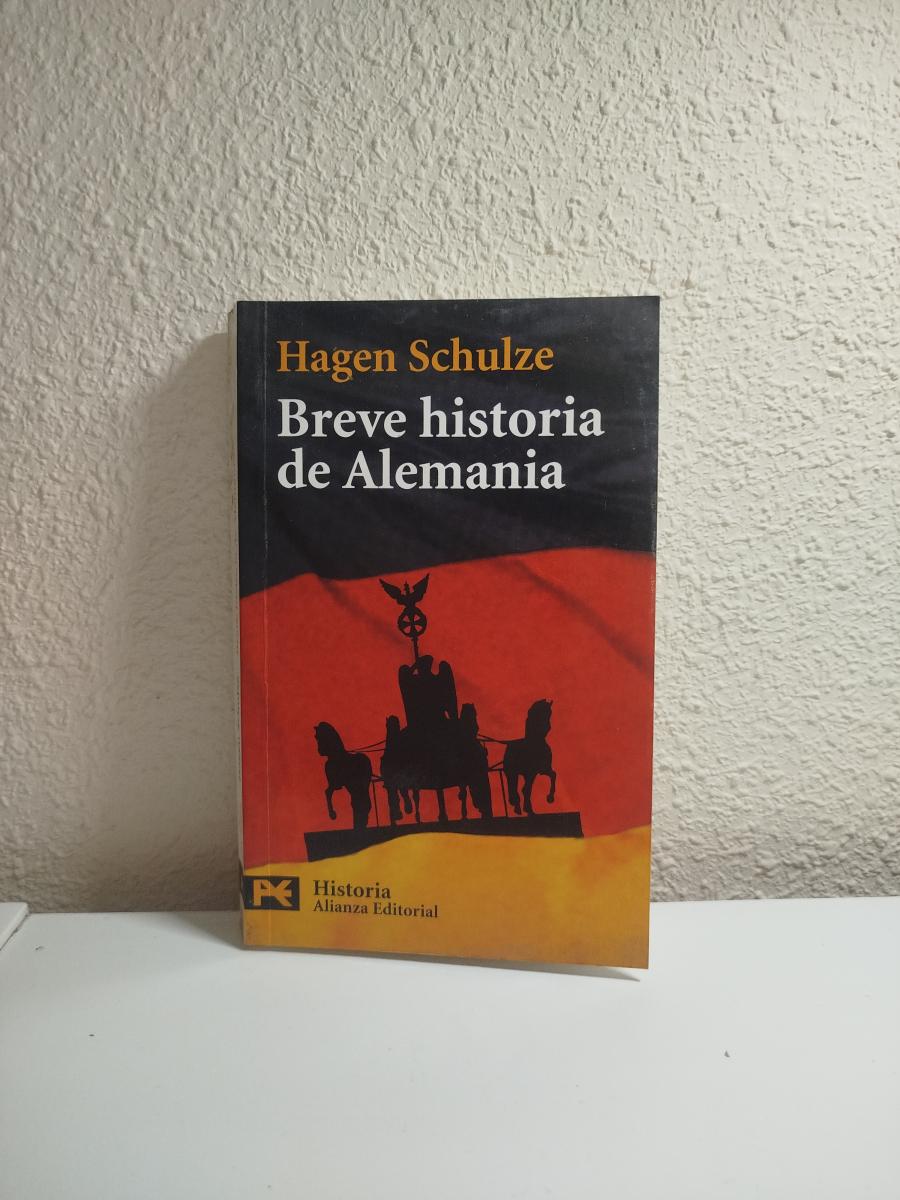 Hagen Schulze
Breve historia
de Alemania
Historia
Alianza Editorial